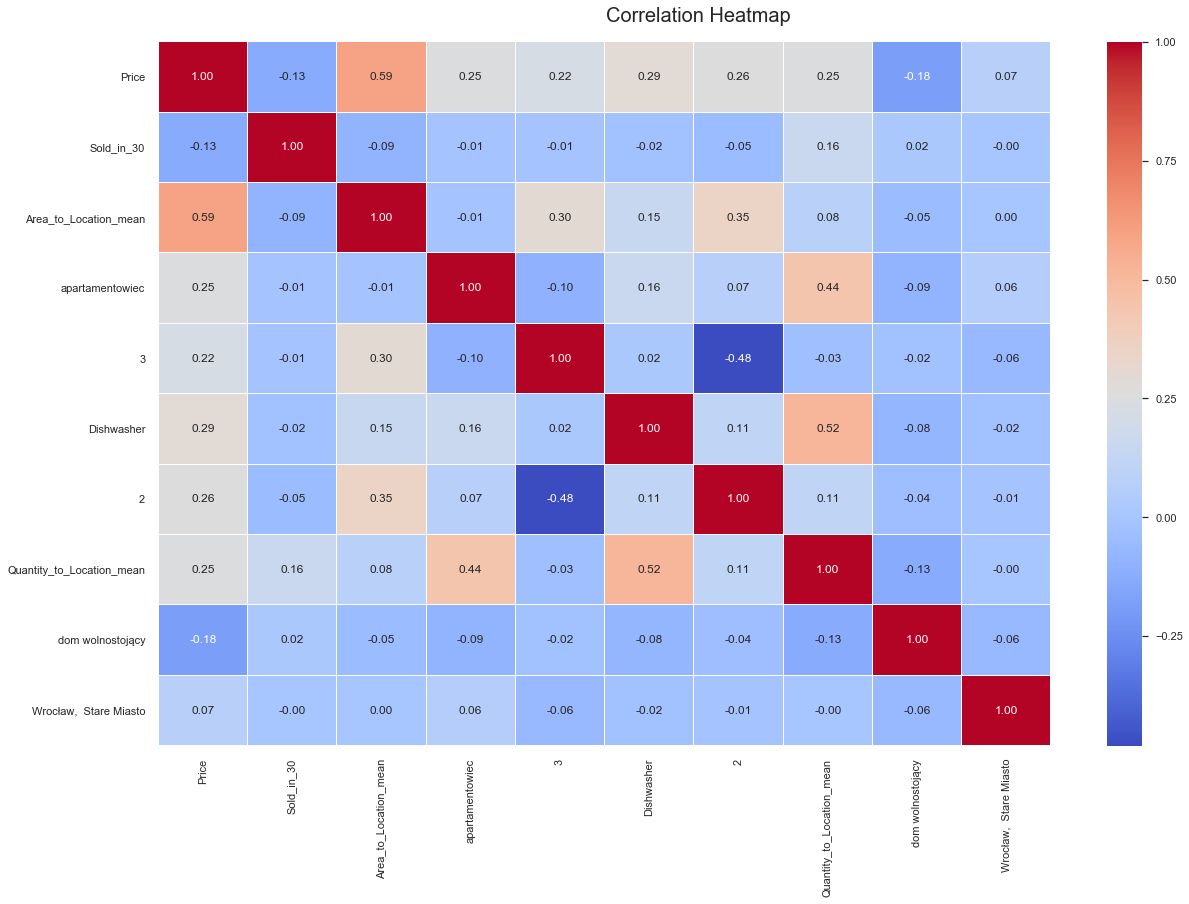 Correlation Heatmap
Price 1.00 -0.13 0.59 0.25 0.22 0.29 0.26 0.25 -0.18 0.07
Sold_in_30 -0.13 1.00 -0.09 -0.01 -0.01 -0.02 -0.05 0.16 0.02 -0.00
Area_to_Location_mean 0.59 -0.09 1.00 -0.01 0.30 0.15 0.35 0.08 -0.05 0.00
apartamentowiec 0.25 -0.01 -0.01 1.00 -0.10 0.16 0.07 0.44 -0.09 0.06
3 0.22 -0.01 0.30 -0.10 1.00 0.02 -0.48 -0.03 -0.02 -0.06
Dishwasher 0.29 -0.02 0.15 0.16 0.02 1.00 0.11 0.52 -0.08 -0.02
2 0.26 -0.05 0.35 0.07 -0.48 0.11 1.00 0.11 -0.04 -0.01
Quantity_to_Location_mean 0.25 0.16 0.08 0.44 -0.03 0.52 0.11 1.00 -0.13 -0.00
dom wolnostojący -0.18 0.02 -0.05 -0.09 -0.02 -0.08 -0.04 -0.13 1.00 -0.06
Wrocław,  Stare Miasto 0.07 -0.00 0.00 0.06 -0.06 -0.02 -0.01 -0.00 -0.06 1.00
Price
Sold_in_30
Area_to_Location_mean
apartamentowiec
3
Dishwasher
2
Quantity_to_Location_mean
dom wolnostojący
Wrocław,  Stare Miasto
1.00
0.75
0.50
0.25
0.00
−0.25